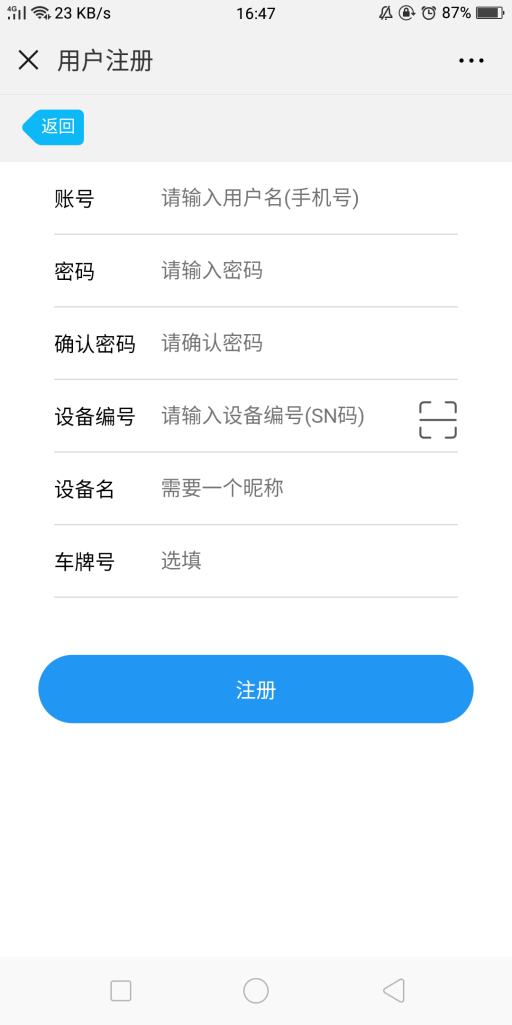 4G 23 KB/s 16:47 87%
用户注册
返回
账号 请输入用户名(手机号)
密码 请输入密码
确认密码 请确认密码
设备编号 请输入设备编号(SN码)
设备名 需要一个昵称
车牌号 选填
注册